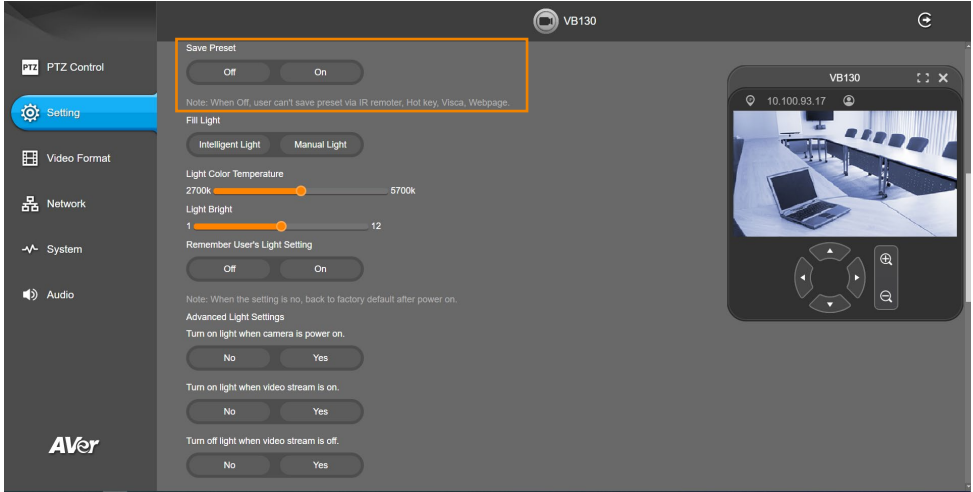 VB130
PTZ PTZ Control
Setting
Video Format
Network
System
Audio
AVer
Save Preset
Off On
Note: When Off, user can't save preset via IR remoter, Hot key, Visca, Webpage.
Fill Light
Intelligent Light Manual Light
Light Color Temperature
2700k 5700k
Light Bright
1 12
Remember User's Light Setting
Off On
Note: When the setting is no, back to factory default after power on.
Advanced Light Settings
Turn on light when camera is power on.
No Yes
Turn on light when video stream is on.
No Yes
Turn off light when video stream is off.
No Yes
VB130
10.100.93.17